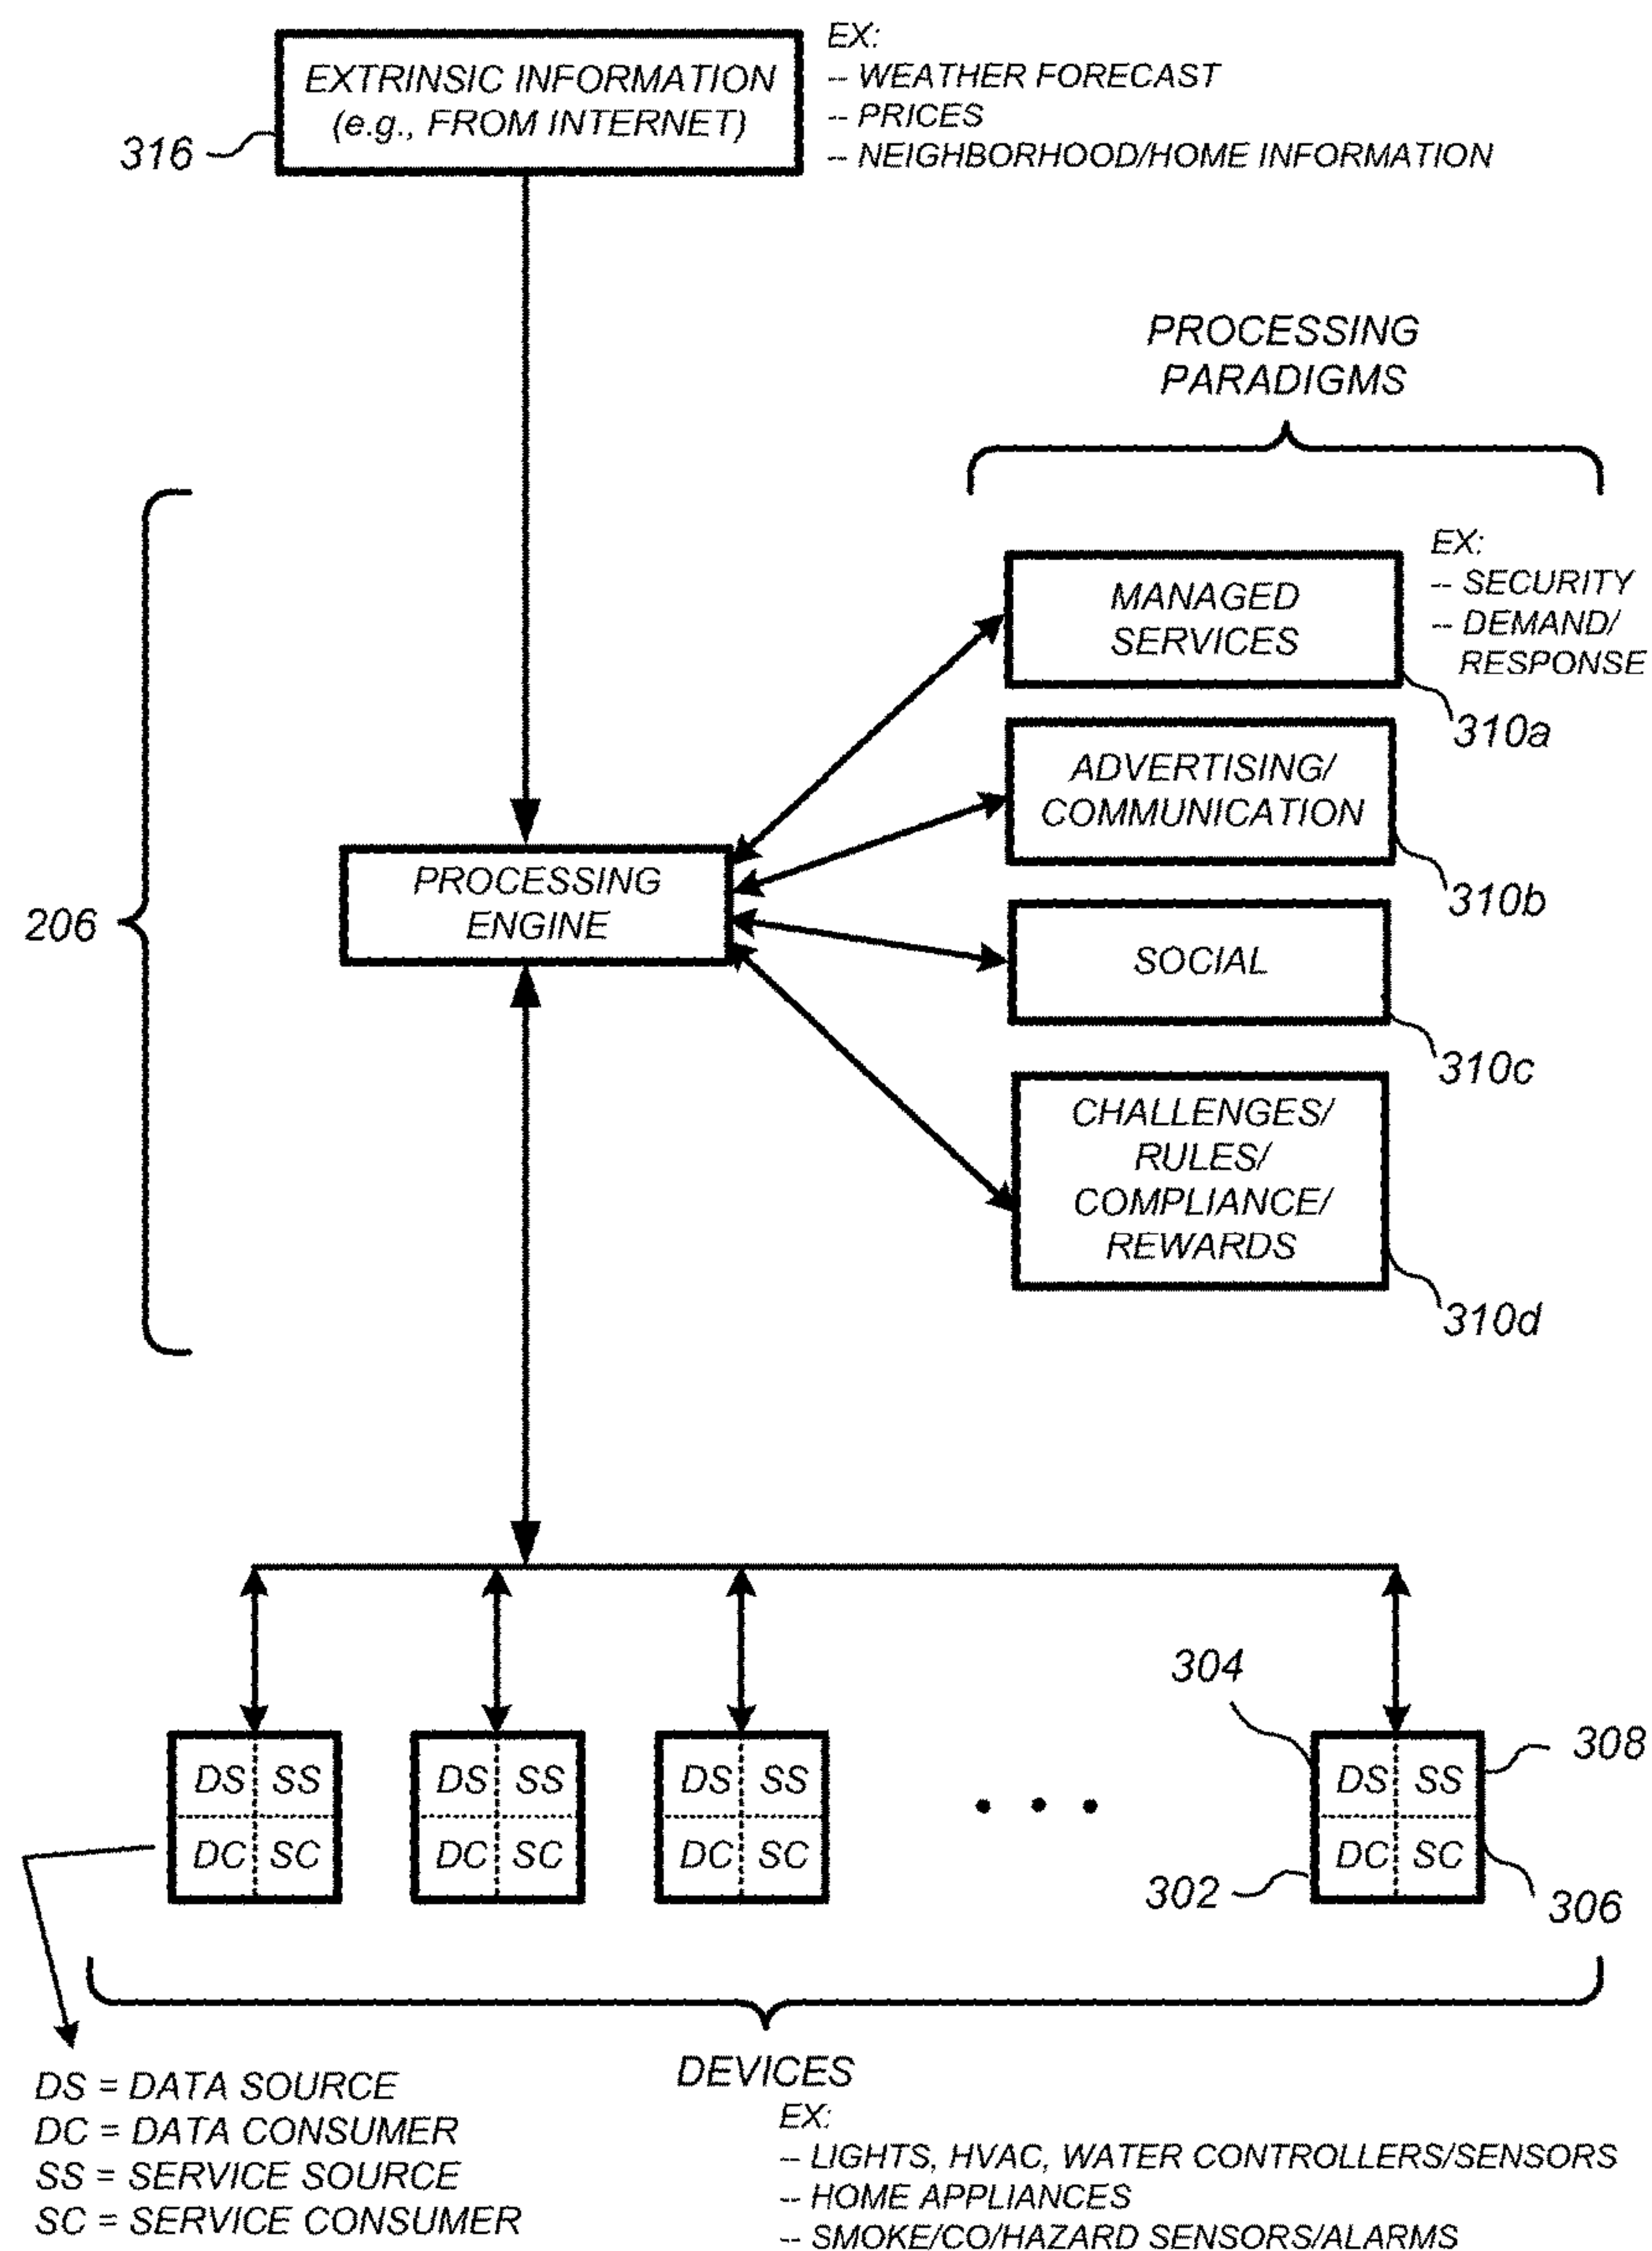 EXTRINSIC INFORMATION
(e.g., FROM INTERNET)
316
EX:
-- WEATHER FORECAST
-- PRICES
-- NEIGHBORHOOD/HOME INFORMATION
PROCESSING
PARADIGMS
206
PROCESSING
ENGINE
MANAGED
SERVICES
EX:
-- SECURITY
-- DEMAND/
RESPONSE
310a
ADVERTISING/
COMMUNICATION
310b
SOCIAL
310c
CHALLENGES/
RULES/
COMPLIANCE/
REWARDS
310d
DS SS
DC SC
DS SS
DC SC
DS SS
DC SC
• • •
304
DS SS
DC SC
308
302
306
DS = DATA SOURCE
DC = DATA CONSUMER
SS = SERVICE SOURCE
SC = SERVICE CONSUMER
DEVICES
EX:
-- LIGHTS, HVAC, WATER CONTROLLERS/SENSORS
-- HOME APPLIANCES
-- SMOKE/CO/HAZARD SENSORS/ALARMS